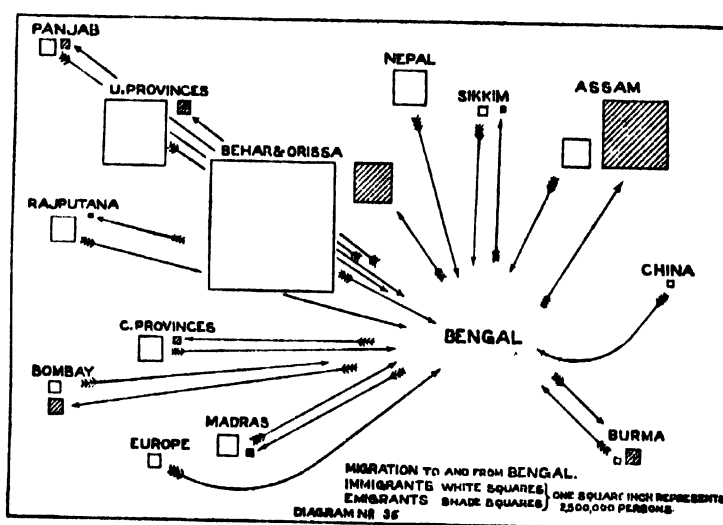 PANJAB
U. PROVINCES
BEHAR & ORISSA
NEPAL
SIKKIM
ASSAM
RAJPUTANA
CHINA
C. PROVINCES
BENGAL
BOMBAY
MADRAS
EUROPE
BURMA
MIGRATION TO AND FROM BENGAL.
IMMIGRANTS WHITE SQUARES
EMIGRANTS SHADE SQUARES
ONE SQUARE INCH REPRESENTS
2,500,000 PERSONS.
DIAGRAM Nº 36